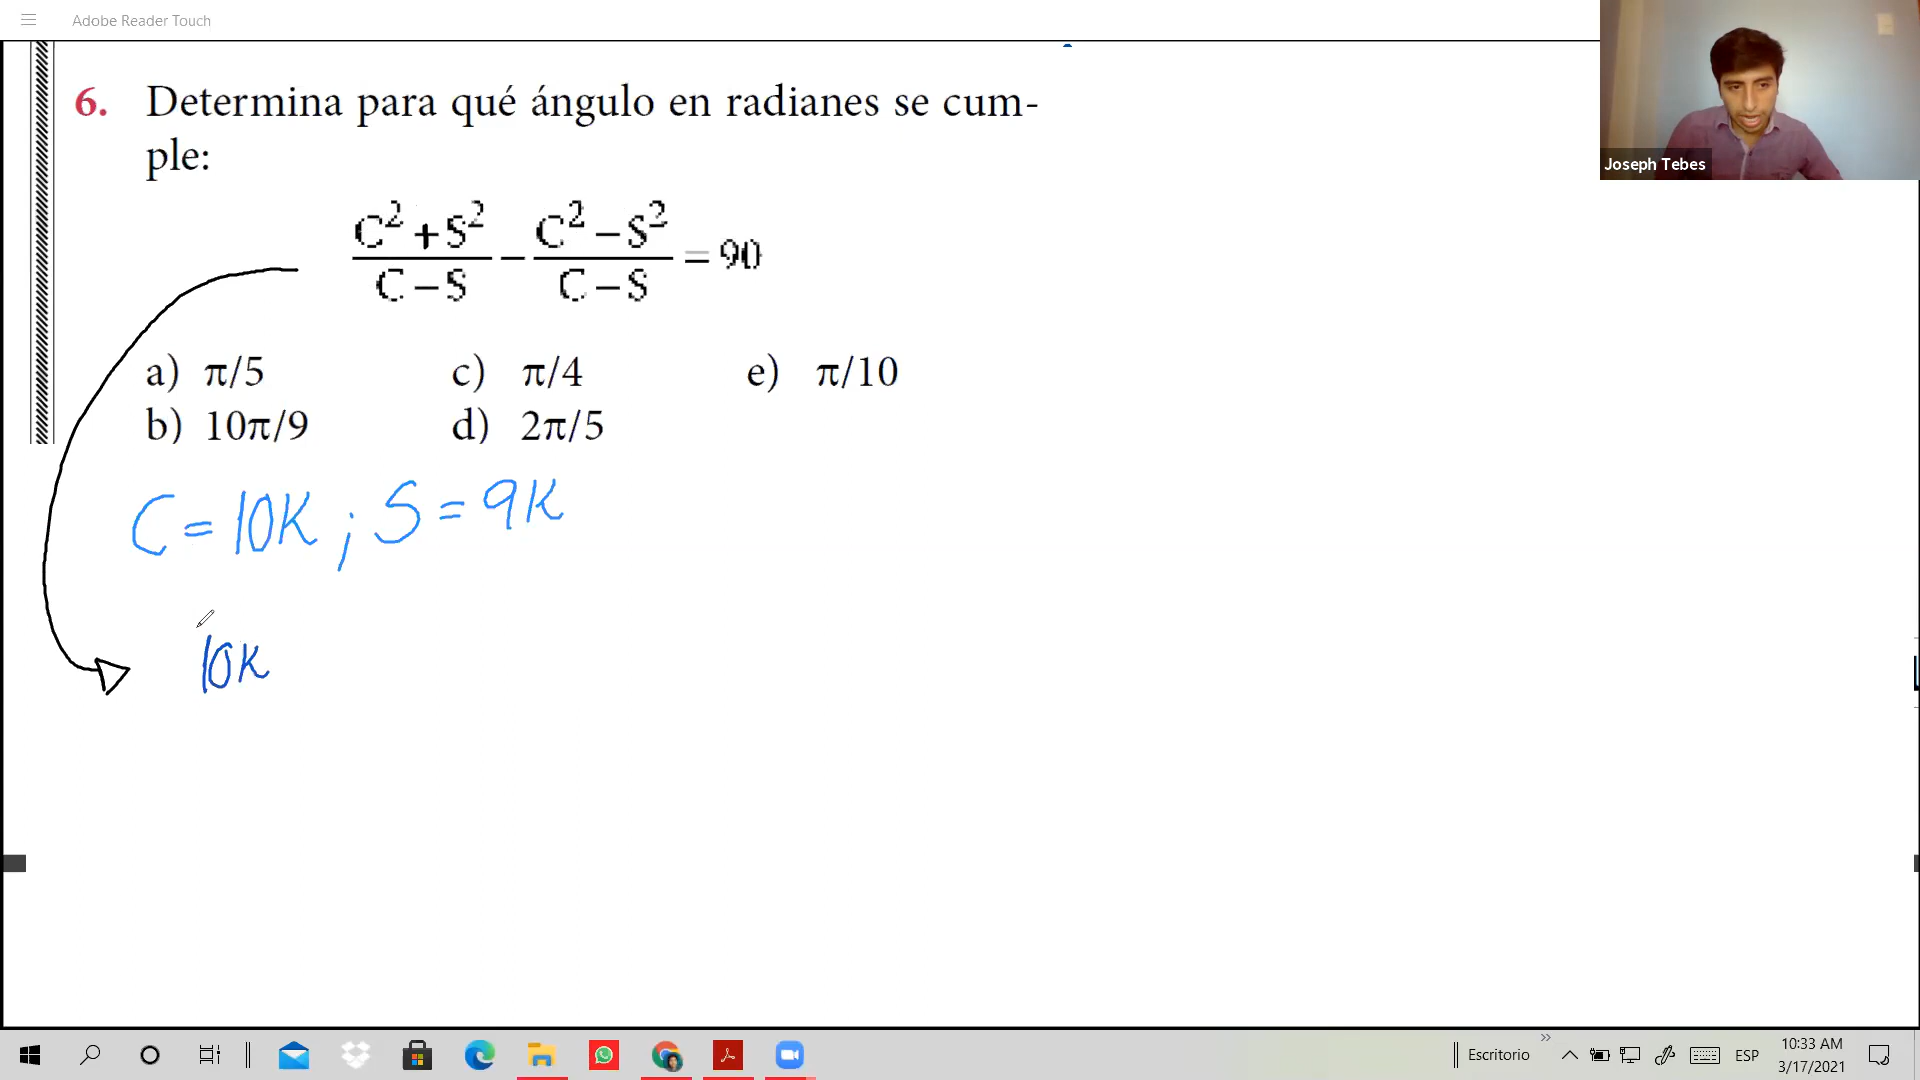 Adobe Reader Touch
6. Determina para qué ángulo en radianes se cum-
ple:
C² + S² / C − S − C² − S² / C − S = 90
a) π/5 c) π/4 e) π/10
b) 10π/9 d) 2π/5
C = 10K ; S = 9K
10K
Joseph Tebes
Escritorio ESP 10:33 AM
3/17/2021